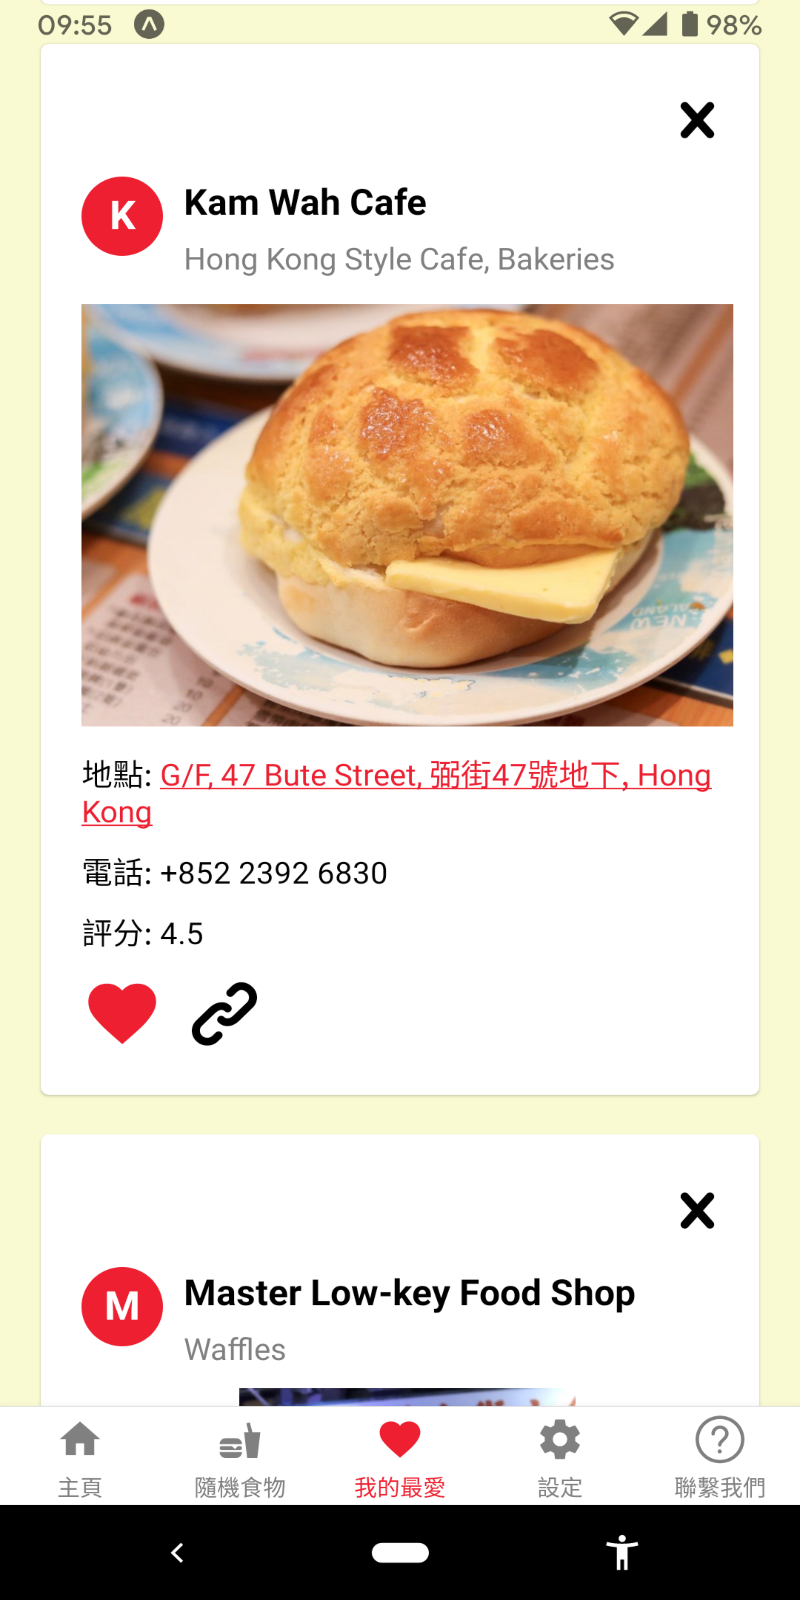 09:55
98%
K
Kam Wah Cafe
Hong Kong Style Cafe, Bakeries
NEW
地點: G/F, 47 Bute Street, 弼街47號地下, Hong
Kong
電話: +852 2392 6830
評分: 4.5
M
Master Low-key Food Shop
Waffles
主頁
隨機食物
我的最愛
設定
聯繫我們